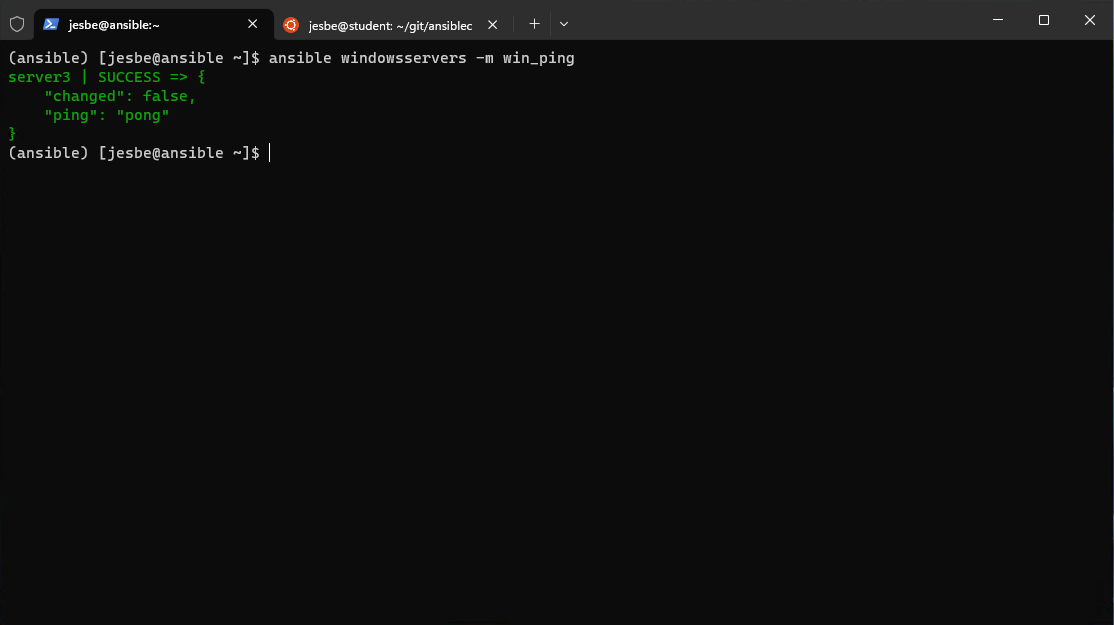 jesbe@ansible:~
jesbe@student: ~/git/ansiblec
(ansible) [jesbe@ansible ~]$ ansible windowsservers -m win_ping
server3 | SUCCESS => {
    "changed": false,
    "ping": "pong"
}
(ansible) [jesbe@ansible ~]$